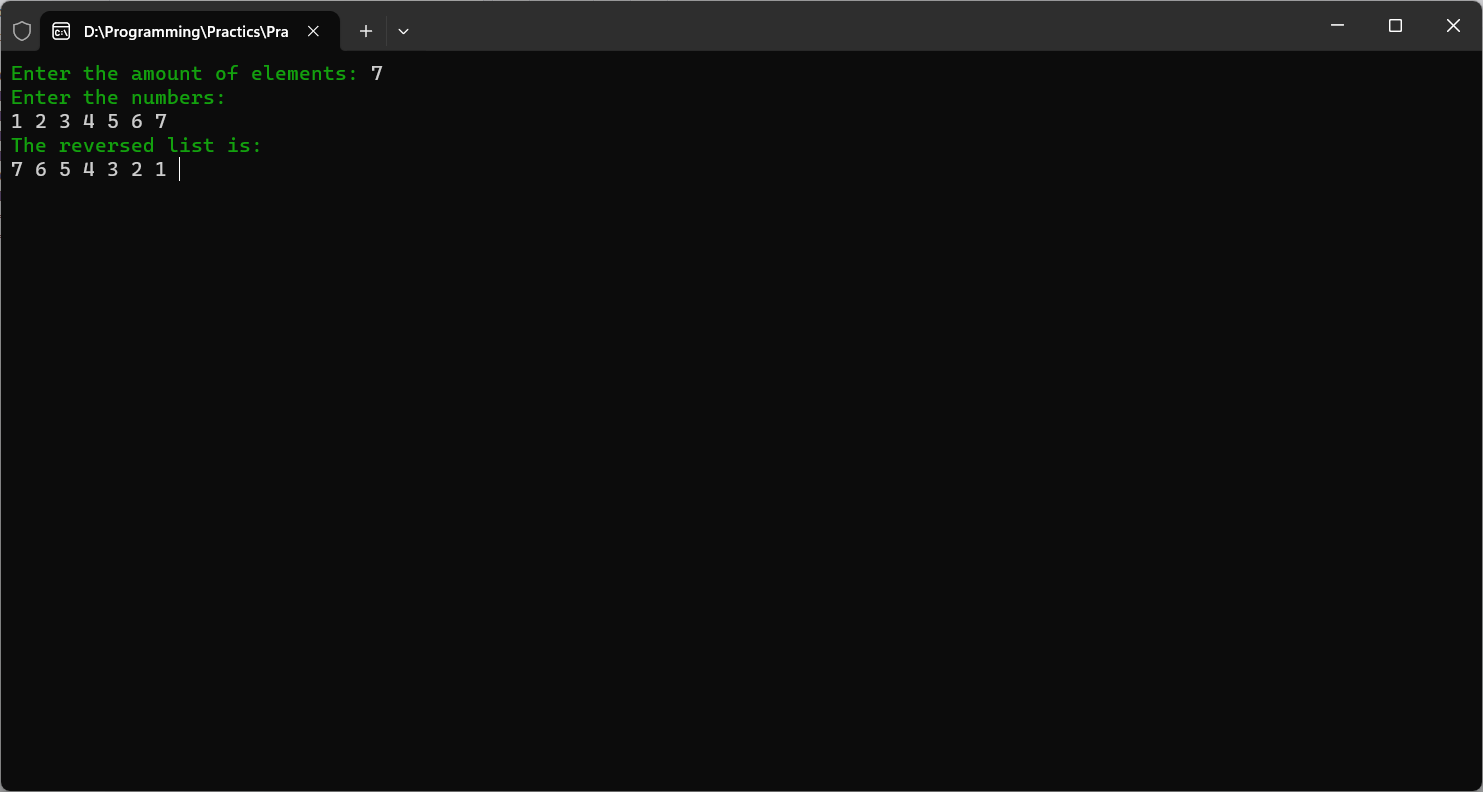 D:\Programming\Practics\Pra
Enter the amount of elements: 7
Enter the numbers:
1 2 3 4 5 6 7
The reversed list is:
7 6 5 4 3 2 1